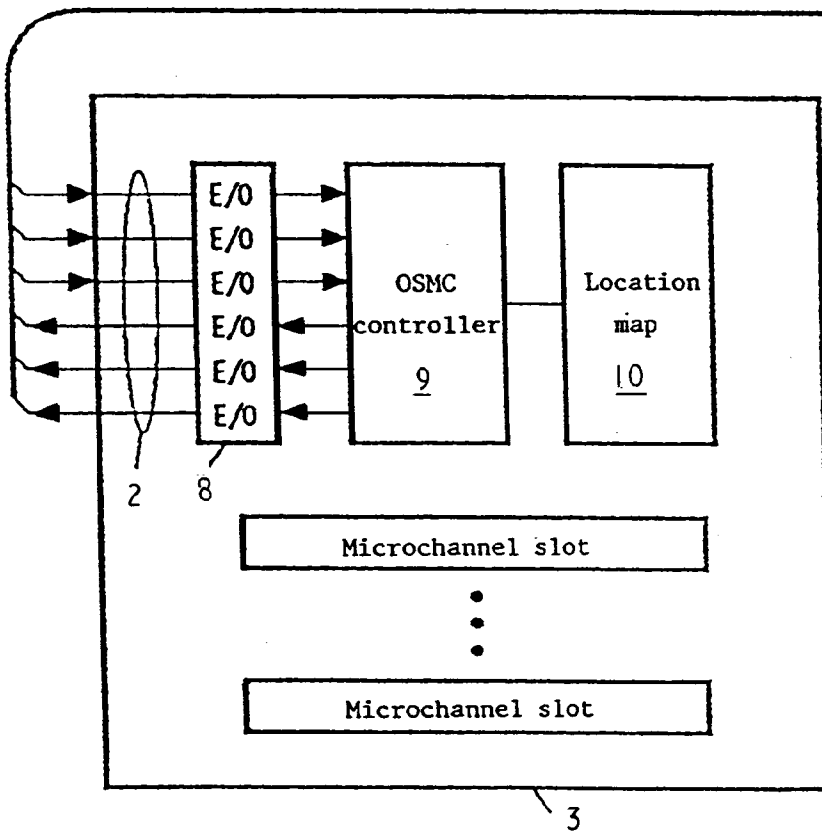 E/O
E/O
E/O
E/O
E/O
E/O
OSMC
controller
9
Location
map
10
2
8
Microchannel slot
Microchannel slot
3